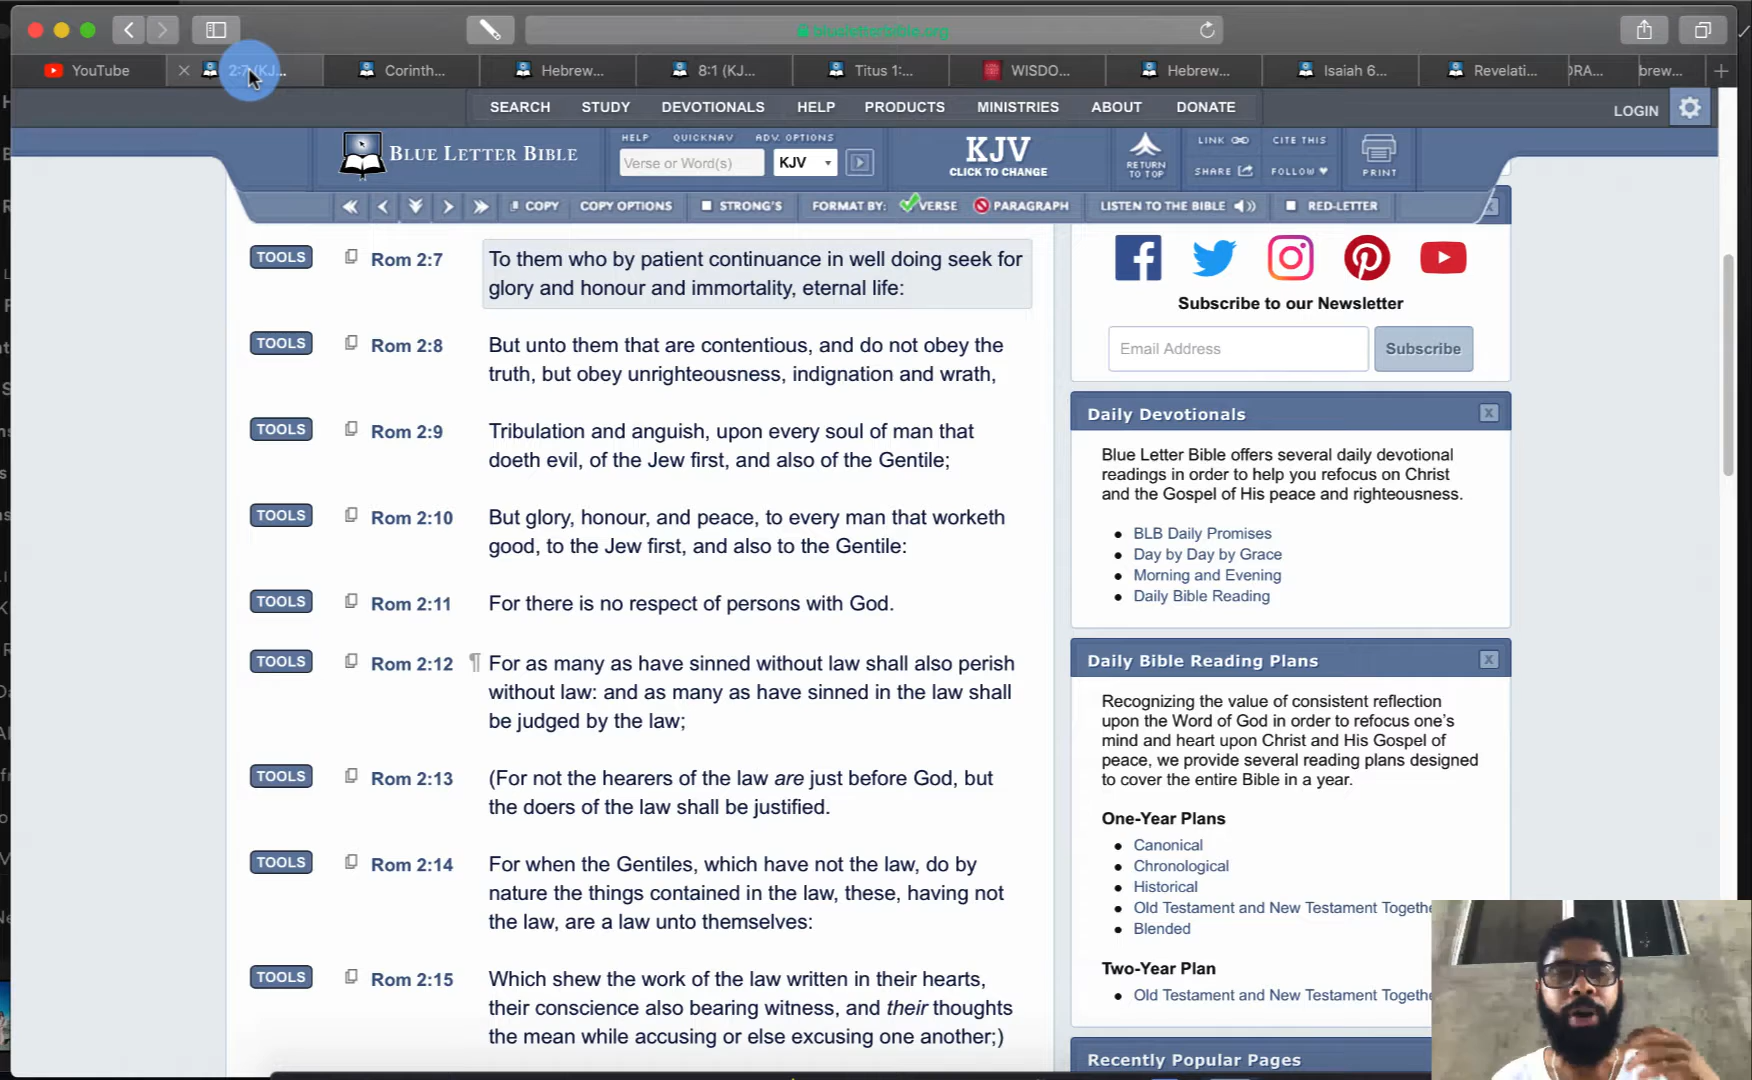 blueletterbible.org
YouTube
2:7 (KJ...
Corinth...
Hebrew...
8:1 (KJ...
Titus 1:...
WISDO...
Hebrew...
Isaiah 6...
Revelati...
DRA...
brew...
SEARCH STUDY DEVOTIONALS HELP PRODUCTS MINISTRIES ABOUT DONATE
LOGIN
BLUE LETTER BIBLE
HELP QUICKNAV ADV. OPTIONS
Verse or Word(s)
KJV
KJV
CLICK TO CHANGE
RETURN
TO TOP
LINK
CITE THIS
SHARE
FOLLOW
PRINT
COPY COPY OPTIONS STRONG'S FORMAT BY: VERSE PARAGRAPH LISTEN TO THE BIBLE RED-LETTER
TOOLS Rom 2:7 To them who by patient continuance in well doing seek for
glory and honour and immortality, eternal life:
TOOLS Rom 2:8 But unto them that are contentious, and do not obey the
truth, but obey unrighteousness, indignation and wrath,
TOOLS Rom 2:9 Tribulation and anguish, upon every soul of man that
doeth evil, of the Jew first, and also of the Gentile;
TOOLS Rom 2:10 But glory, honour, and peace, to every man that worketh
good, to the Jew first, and also to the Gentile:
TOOLS Rom 2:11 For there is no respect of persons with God.
TOOLS Rom 2:12 ¶ For as many as have sinned without law shall also perish
without law: and as many as have sinned in the law shall
be judged by the law;
TOOLS Rom 2:13 (For not the hearers of the law are just before God, but
the doers of the law shall be justified.
TOOLS Rom 2:14 For when the Gentiles, which have not the law, do by
nature the things contained in the law, these, having not
the law, are a law unto themselves:
TOOLS Rom 2:15 Which shew the work of the law written in their hearts,
their conscience also bearing witness, and their thoughts
the mean while accusing or else excusing one another;)
Subscribe to our Newsletter
Email Address
Subscribe
Daily Devotionals
Blue Letter Bible offers several daily devotional
readings in order to help you refocus on Christ
and the Gospel of His peace and righteousness.
BLB Daily Promises
Day by Day by Grace
Morning and Evening
Daily Bible Reading
Daily Bible Reading Plans
Recognizing the value of consistent reflection
upon the Word of God in order to refocus one's
mind and heart upon Christ and His Gospel of
peace, we provide several reading plans designed
to cover the entire Bible in a year.
One-Year Plans
Canonical
Chronological
Historical
Old Testament and New Testament Togethe
Blended
Two-Year Plan
Old Testament and New Testament Togethe
Recently Popular Pages